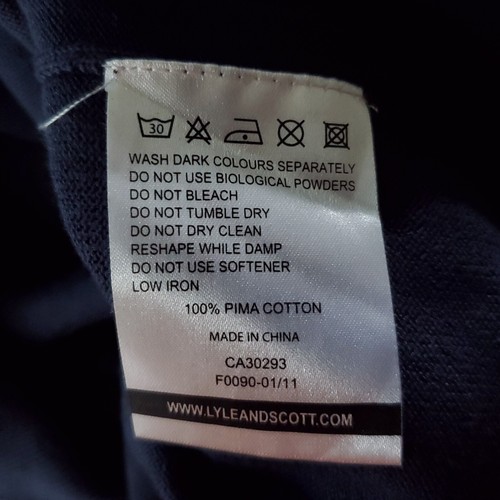 30
WASH DARK COLOURS SEPARATELY
DO NOT USE BIOLOGICAL POWDERS
DO NOT BLEACH
DO NOT TUMBLE DRY
DO NOT DRY CLEAN
RESHAPE WHILE DAMP
DO NOT USE SOFTENER
LOW IRON
100% PIMA COTTON
MADE IN CHINA
CA30293
F0090-01/11
WWW.LYLEANDSCOTT.COM